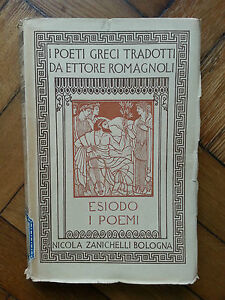 I POETI GRECI TRADOTTI
DA ETTORE ROMAGNOLI
ESIODO
I POEMI
NICOLA ZANICHELLI BOLOGNA